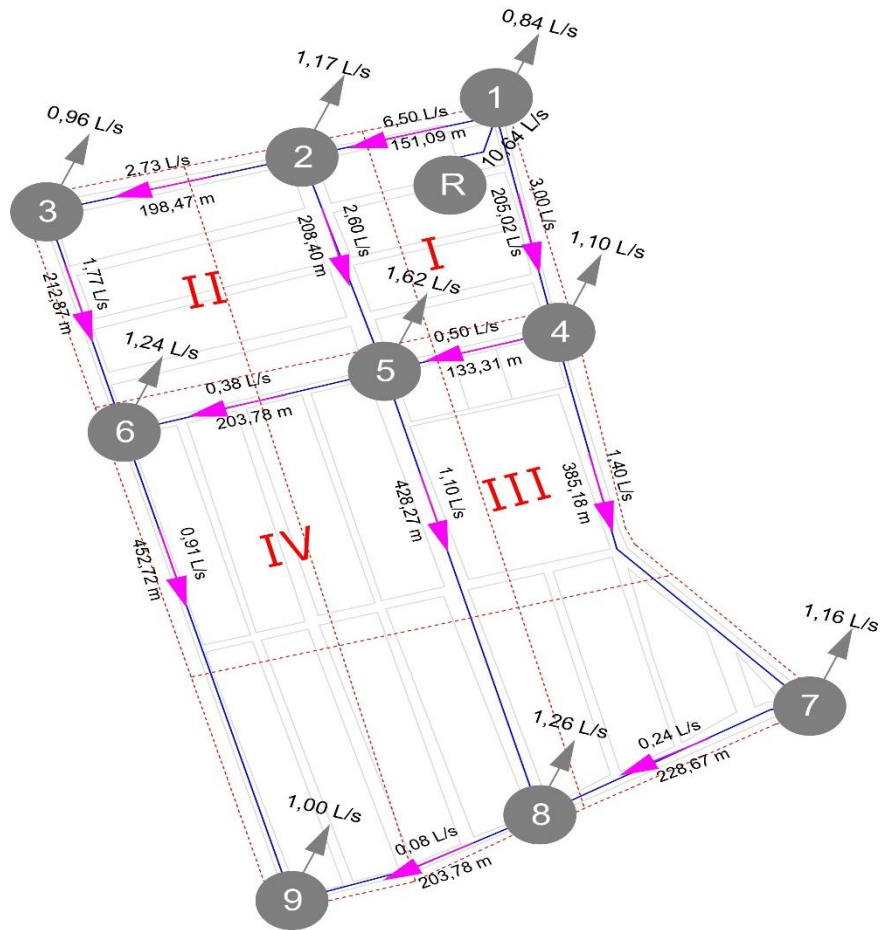 0,84 L/s
1
1,17 L/s
6,50 L/s
151,09 m
10,64 L/s
2
R
0,96 L/s
2,73 L/s
198,47 m
3
3,00 L/s
205,02 L/s
2,60 L/s
208,40 m
I
1,10 L/s
II
1,77 L/s
212,87 m
1,62 L/s
4
0,50 L/s
133,31 m
5
1,24 L/s
0,38 L/s
203,78 m
6
1,40 L/s
385,18 m
III
1,10 L/s
428,27 m
IV
0,91 L/s
452,72 m
1,16 L/s
7
1,26 L/s
0,24 L/s
228,67 m
8
1,00 L/s
0,08 L/s
203,78 m
9